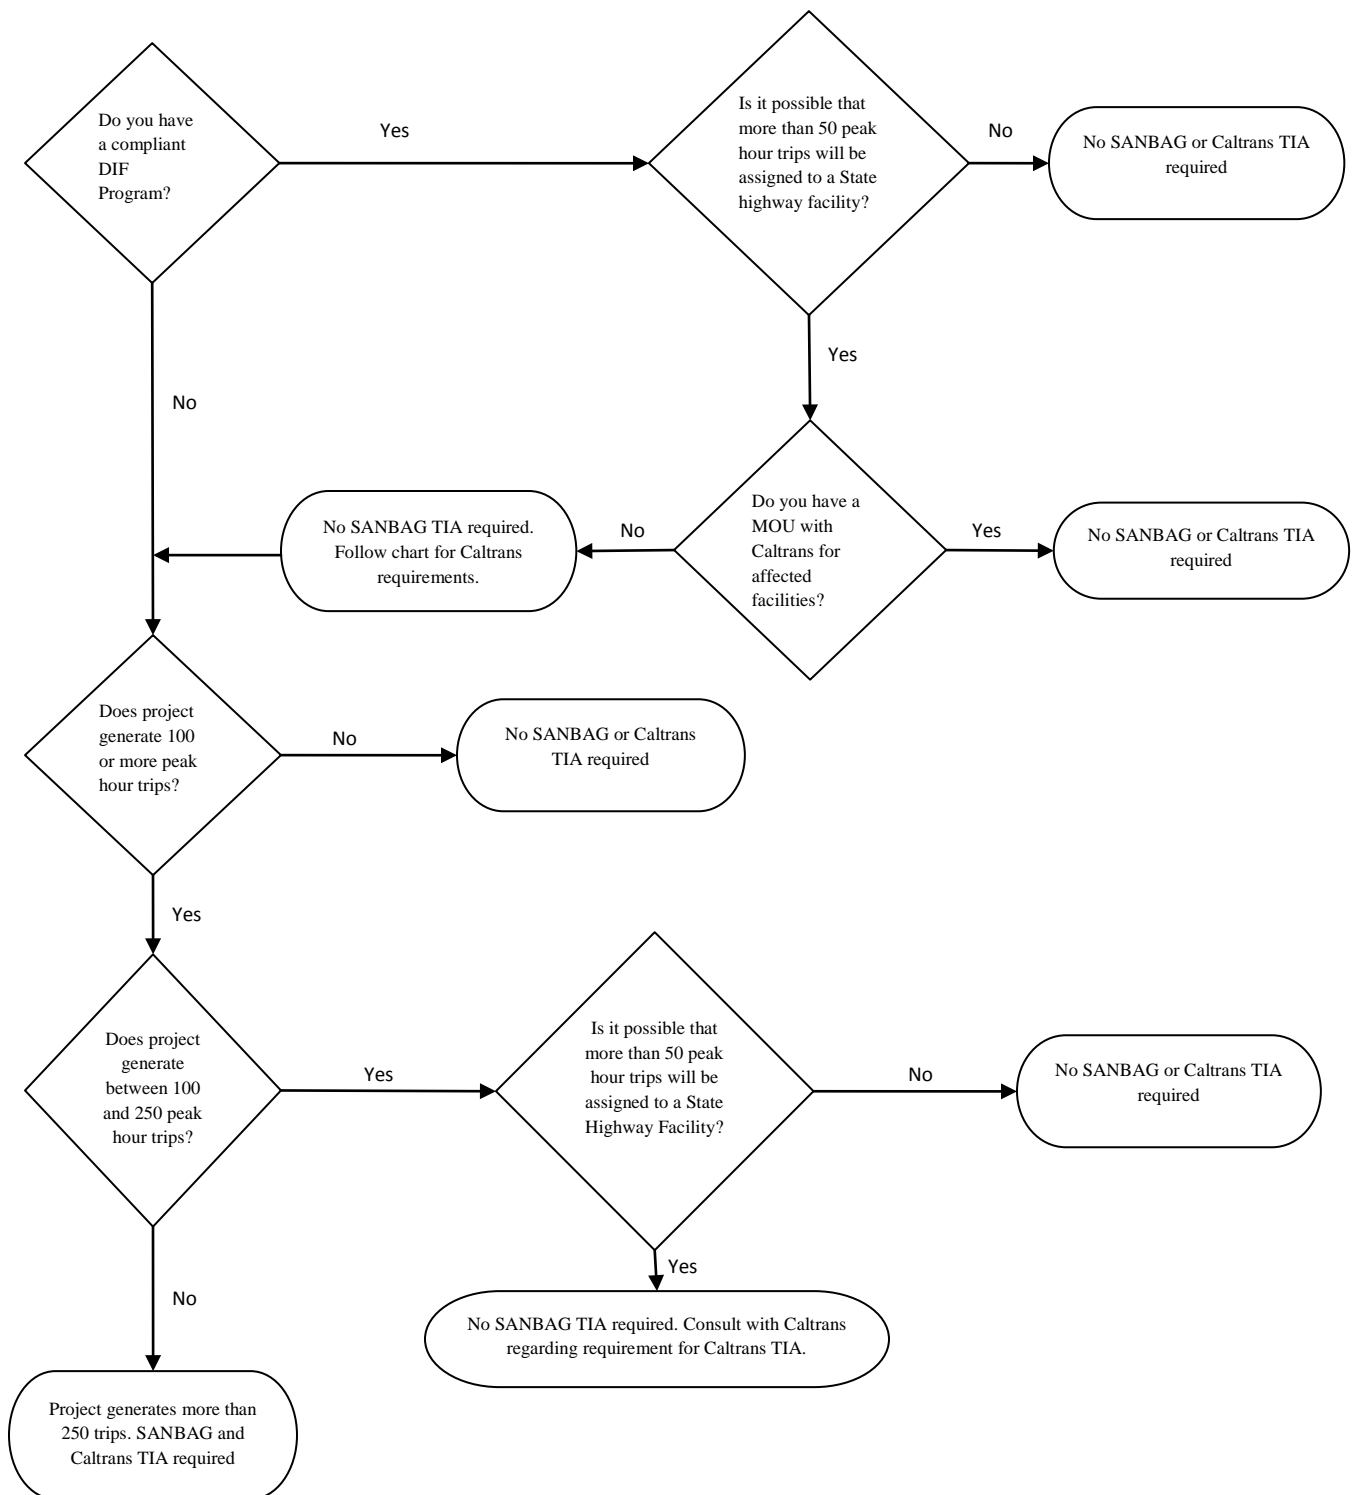 Do you have
a compliant
DIF
Program?
Yes
Is it possible that
more than 50 peak
hour trips will be
assigned to a State
highway facility?
No
No SANBAG or Caltrans TIA
required
Yes
No
Do you have a
MOU with
Caltrans for
affected
facilities?
Yes
No SANBAG or Caltrans TIA
required
No
No SANBAG TIA required.
Follow chart for Caltrans
requirements.
Does project
generate 100
or more peak
hour trips?
No
No SANBAG or Caltrans
TIA required
Yes
Does project
generate
between 100
and 250 peak
hour trips?
Yes
Is it possible that
more than 50 peak
hour trips will be
assigned to a State
Highway Facility?
No
No SANBAG or Caltrans TIA
required
Yes
No SANBAG TIA required. Consult with Caltrans
regarding requirement for Caltrans TIA.
No
Project generates more than
250 trips. SANBAG and
Caltrans TIA required